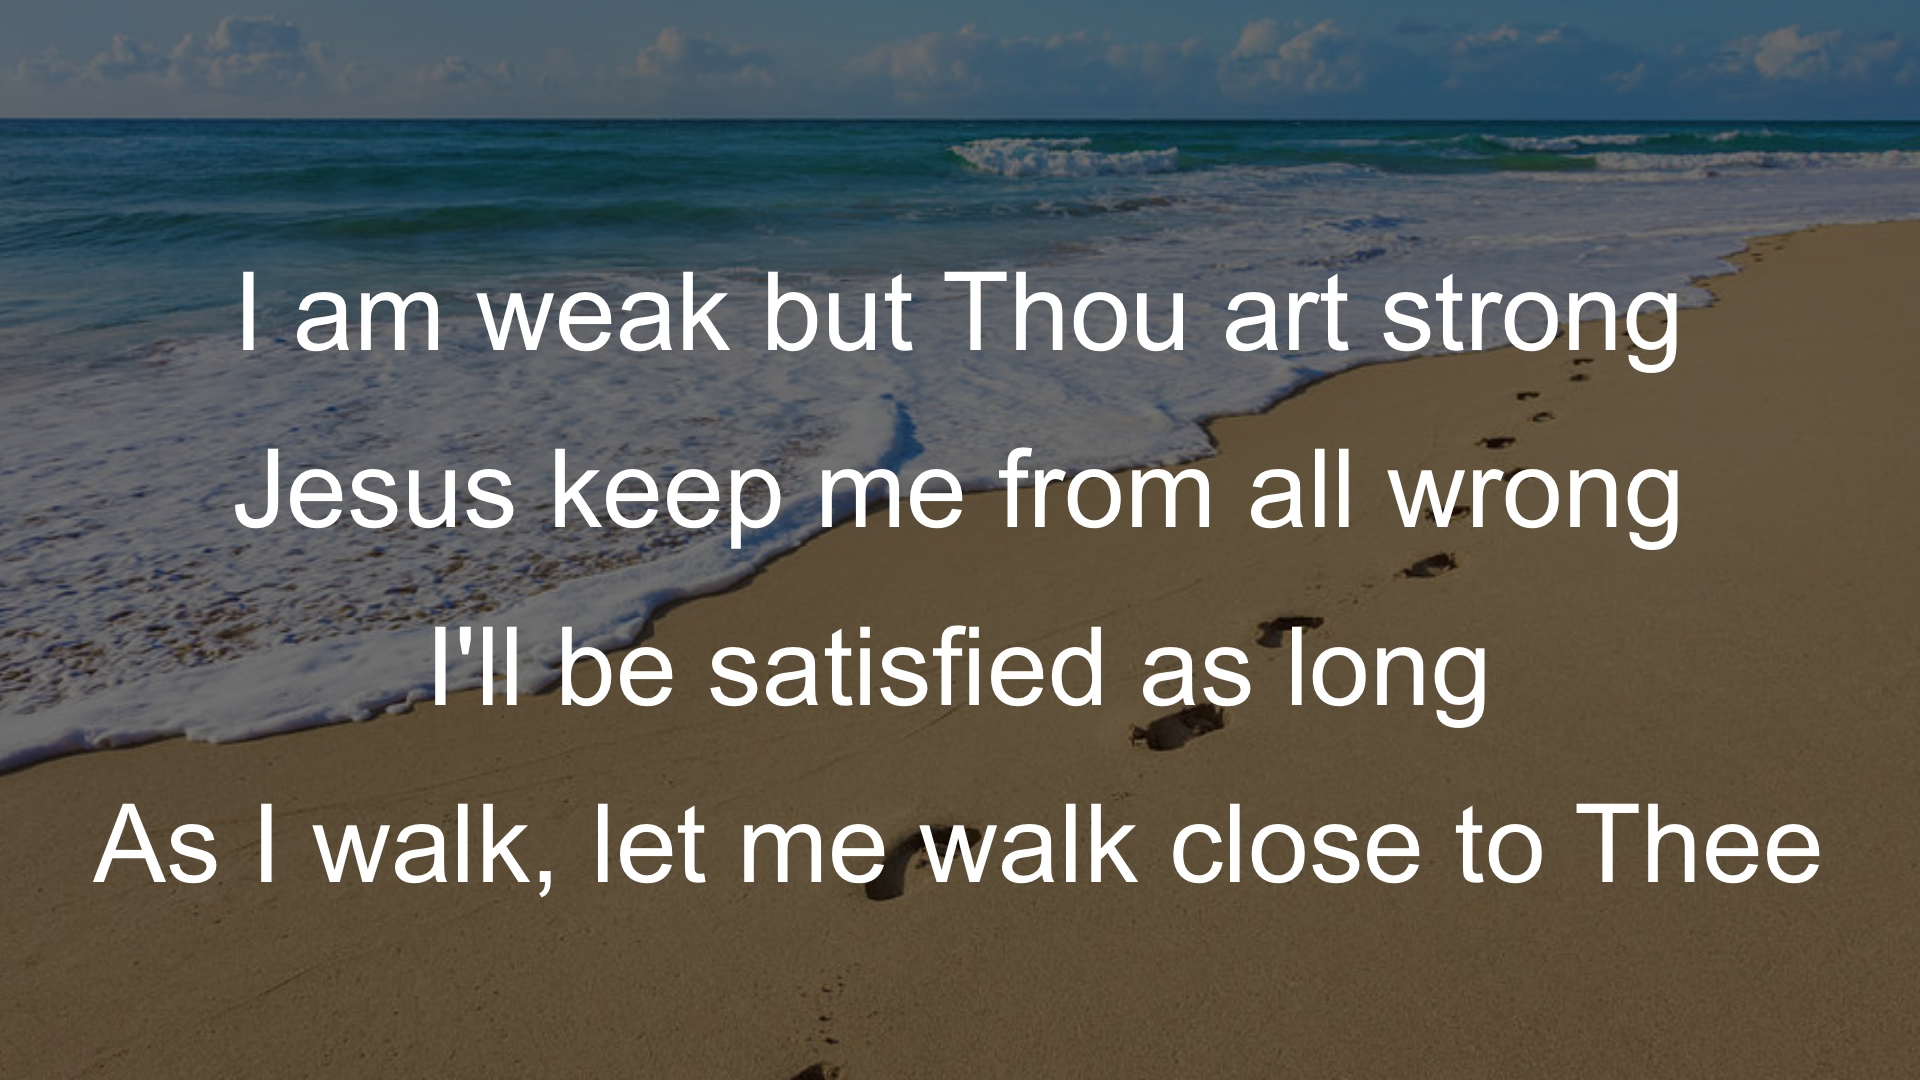 I am weak but Thou art strong
Jesus keep me from all wrong
I'll be satisfied as long
As I walk, let me walk close to Thee